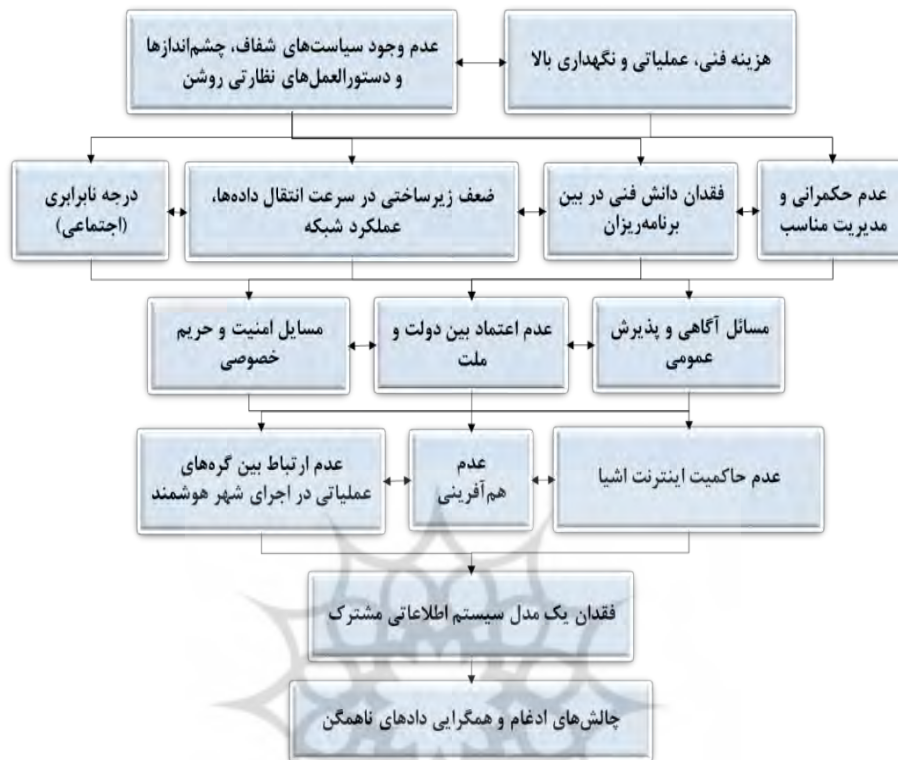 هزینه فنی، عملیاتی و نگهداری بالا
عدم وجود سیاست‌های شفاف، چشم‌اندازها
و دستورالعمل‌های نظارتی روشن
عدم حکمرانی و
مدیریت مناسب
فقدان دانش فنی در بین
برنامه‌ریزان
ضعف زیرساختی در سرعت انتقال داده‌ها،
عملکرد شبکه
درجه نابرابری
(اجتماعی)
مسائل آگاهی و پذیرش
عمومی
عدم اعتماد بین دولت و
ملت
مسایل امنیت و حریم
خصوصی
عدم حاکمیت اینترنت اشیا
عدم
هم‌آفرینی
عدم ارتباط بین گره‌های
عملیاتی در اجرای شهر هوشمند
فقدان یک مدل سیستم اطلاعاتی مشترک
چالش‌های ادغام و همگرایی دادهای ناهمگن